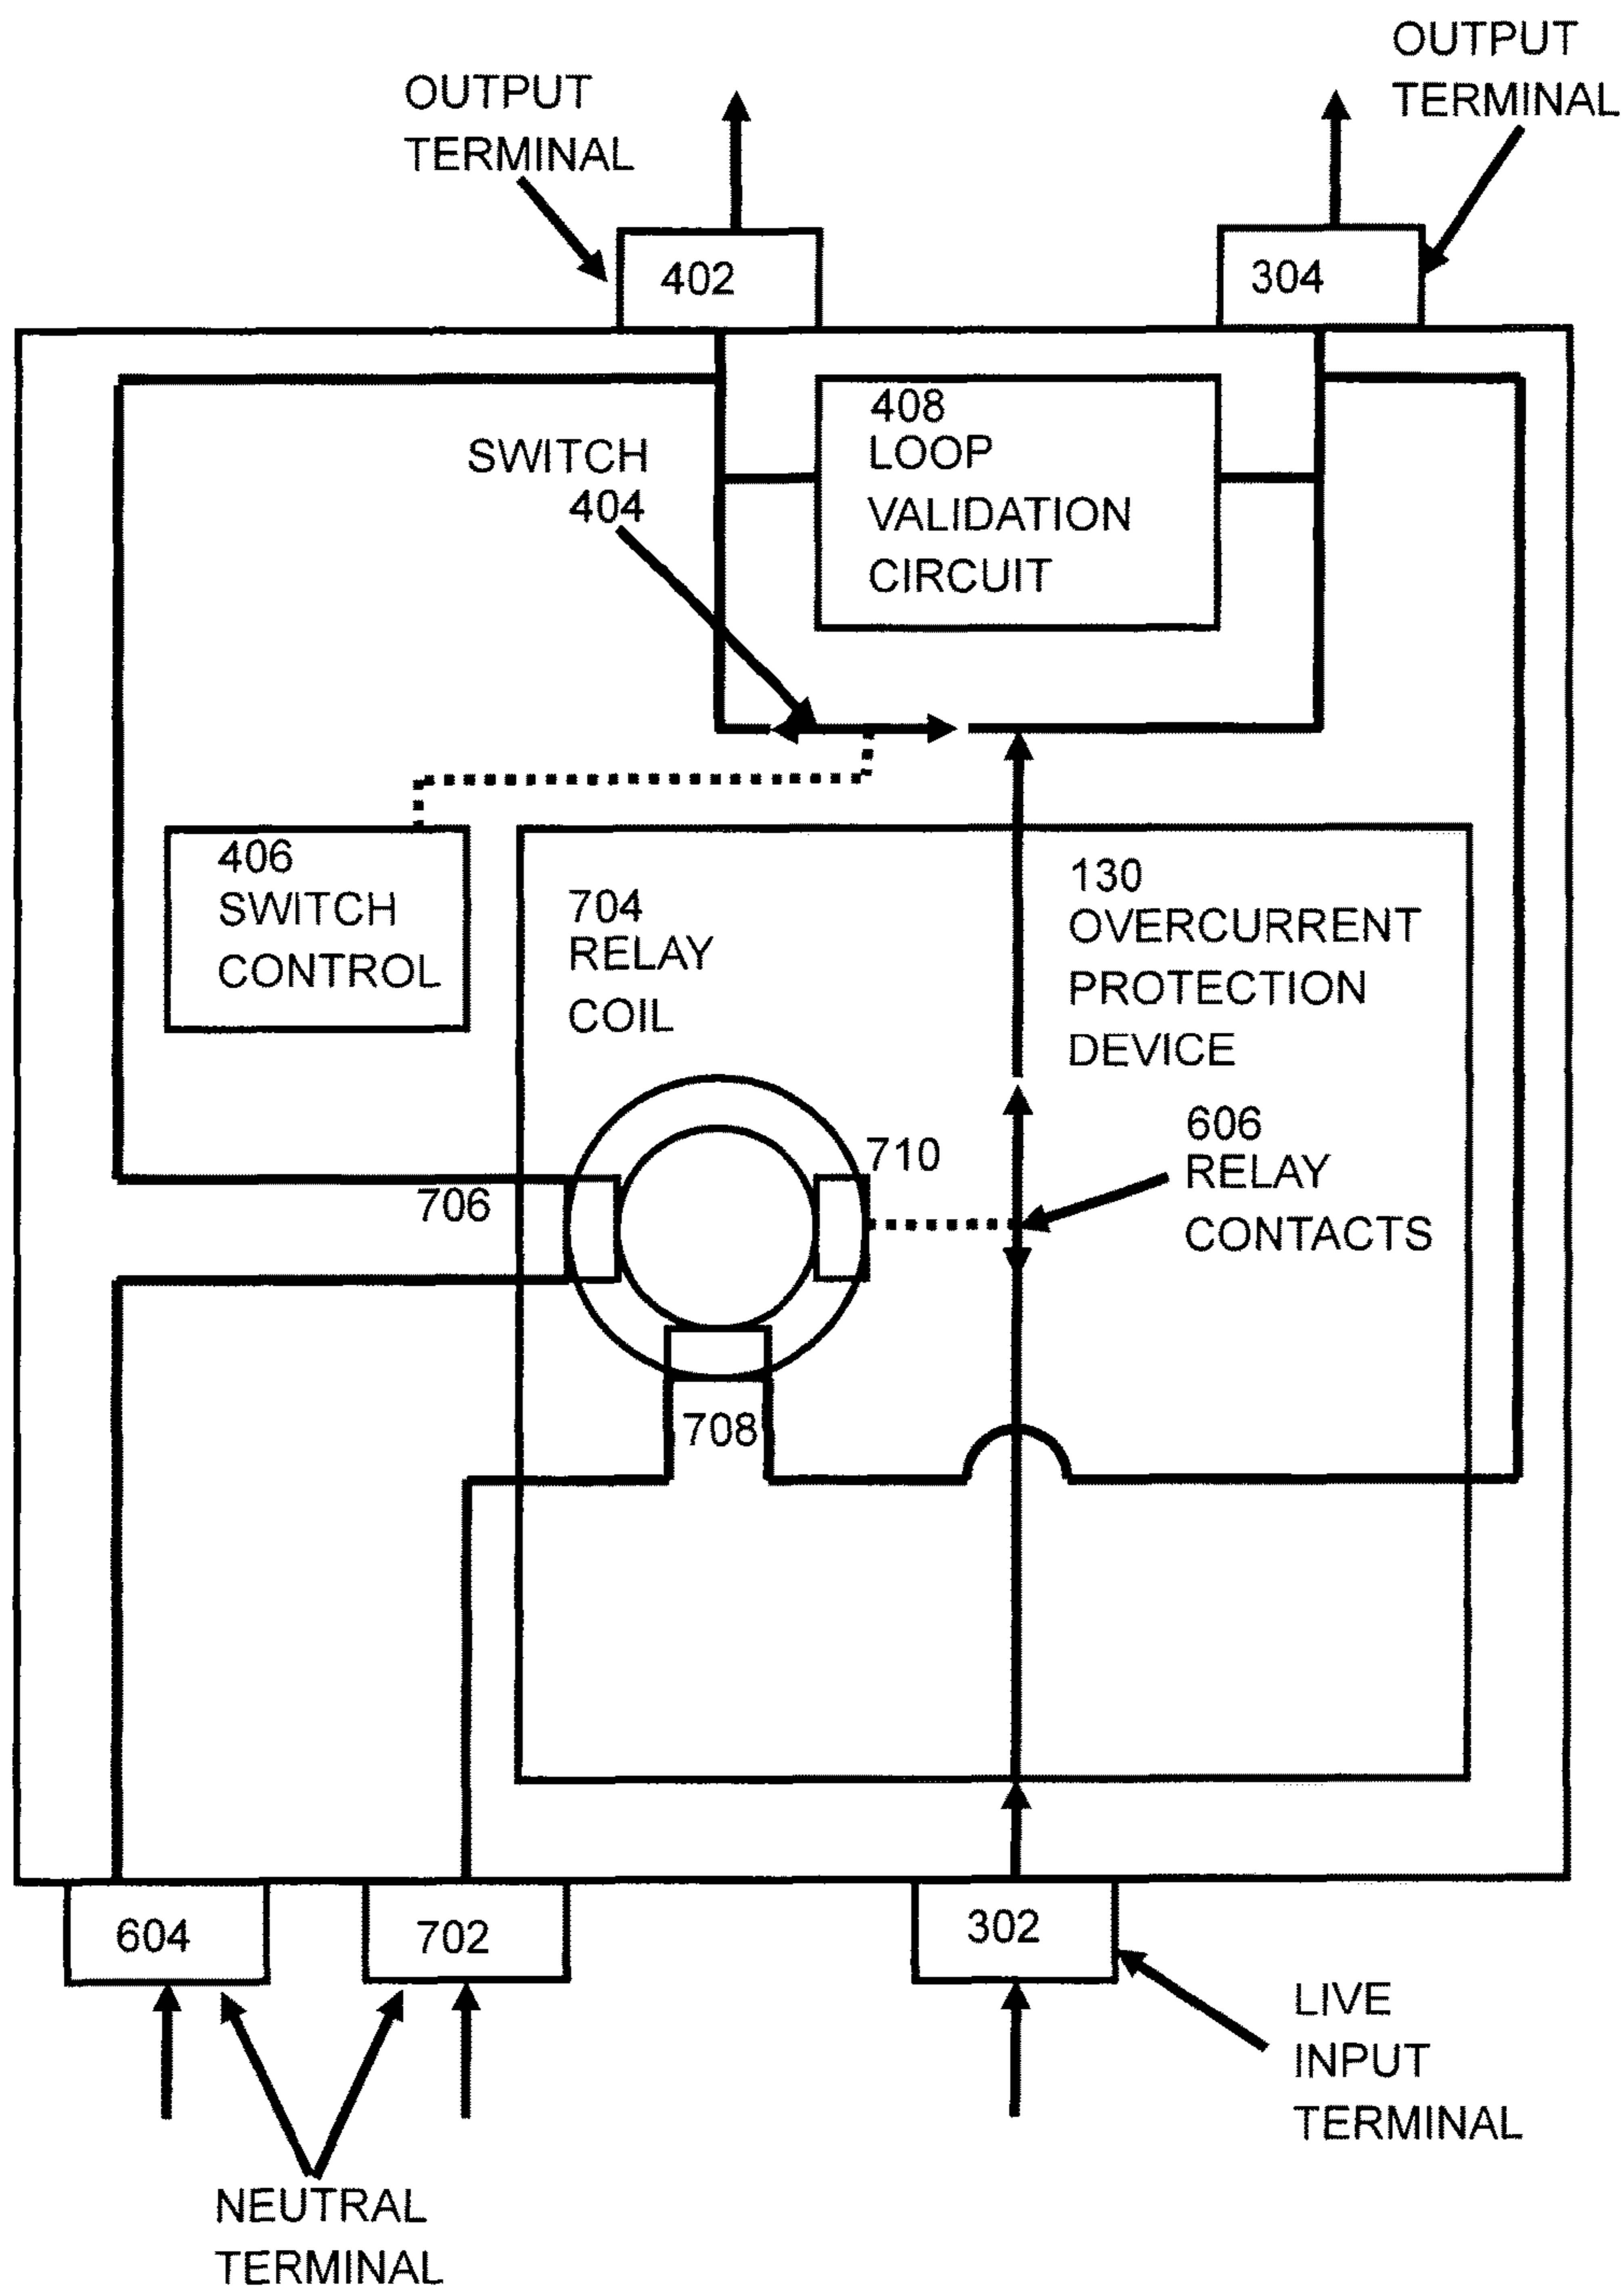 OUTPUT
TERMINAL
OUTPUT
TERMINAL
402
304
408
LOOP
VALIDATION
CIRCUIT
SWITCH
404
406
SWITCH
CONTROL
704
RELAY
COIL
130
OVERCURRENT
PROTECTION
DEVICE
710
606
RELAY
CONTACTS
706
708
604
702
302
LIVE
INPUT
TERMINAL
NEUTRAL
TERMINAL